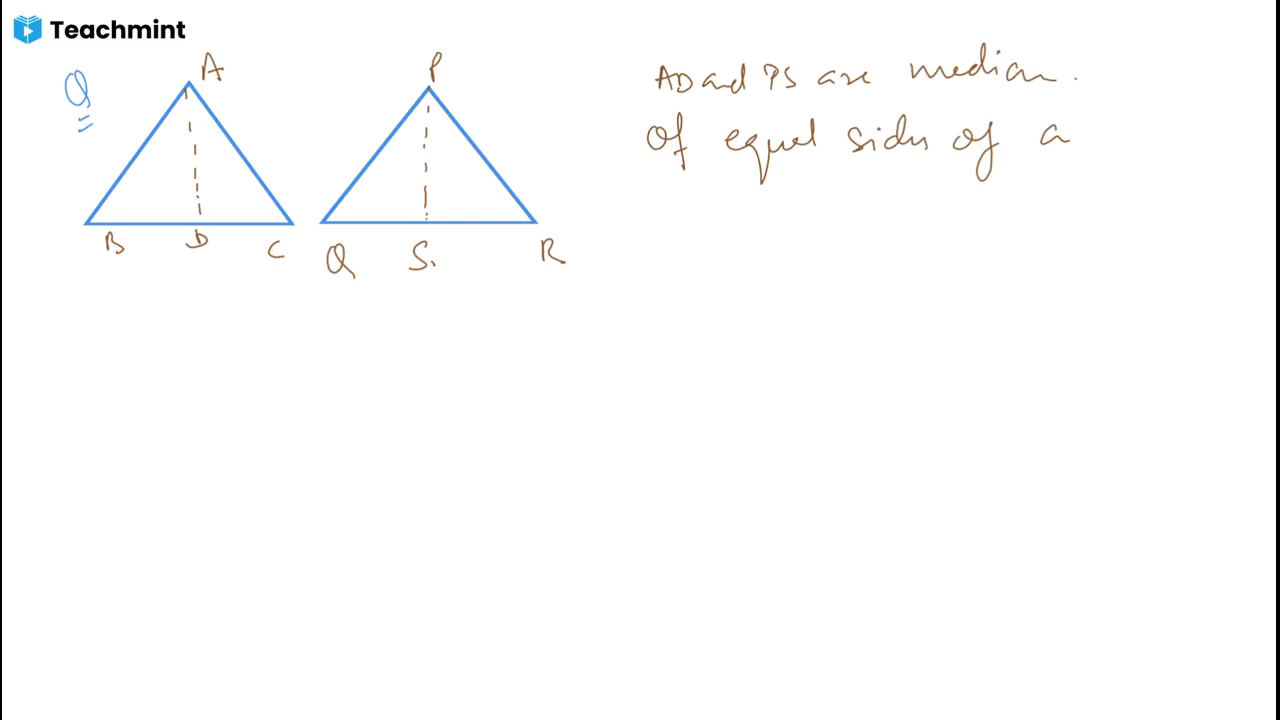 Teachmint
Q
A
P
B D C
Q S. R
AD and PS are median.
Of equal sides of a